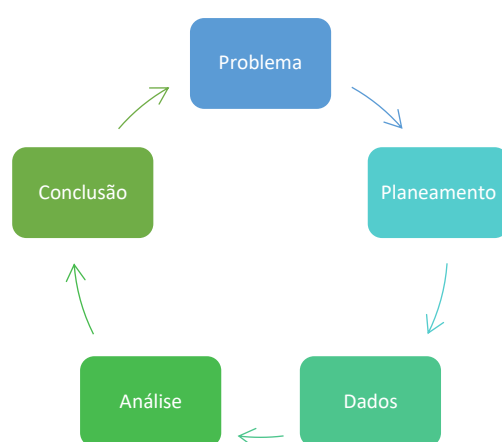 Problema
Planeamento
Dados
Análise
Conclusão